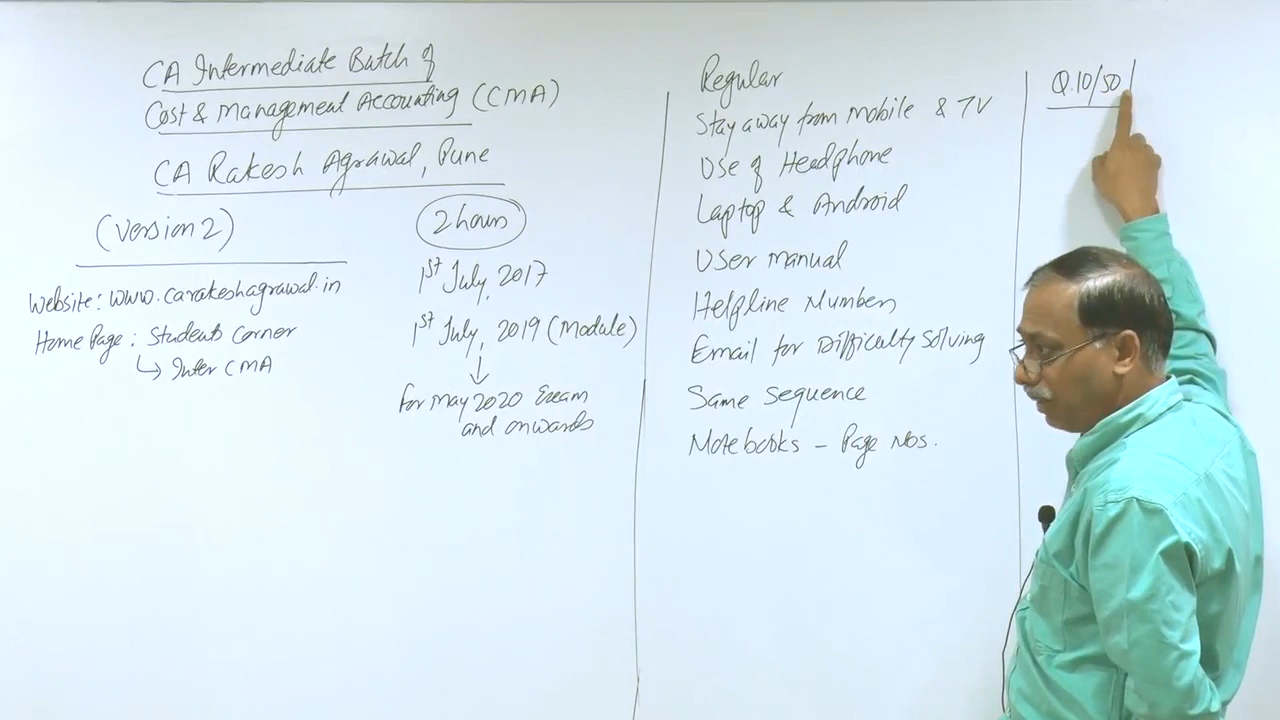 CA Intermediate Batch of
Cost & Management Accounting (CMA)
CA Rakesh Agrawal, Pune
(Version 2)
Website: www.carakeshagrawal.in
Home Page: Students Corner
↳ Inter CMA
2 hours
1st July, 2017
1st July, 2019 (Module)
↓
For May 2020 Exam
and onwards
Regular
Stay away from Mobile & TV
Use of Headphone
Laptop & Android
User manual
Helpline Numbers
Email for Difficulty Solving
Same sequence
Notebooks - Page Nos.
Q.10/50